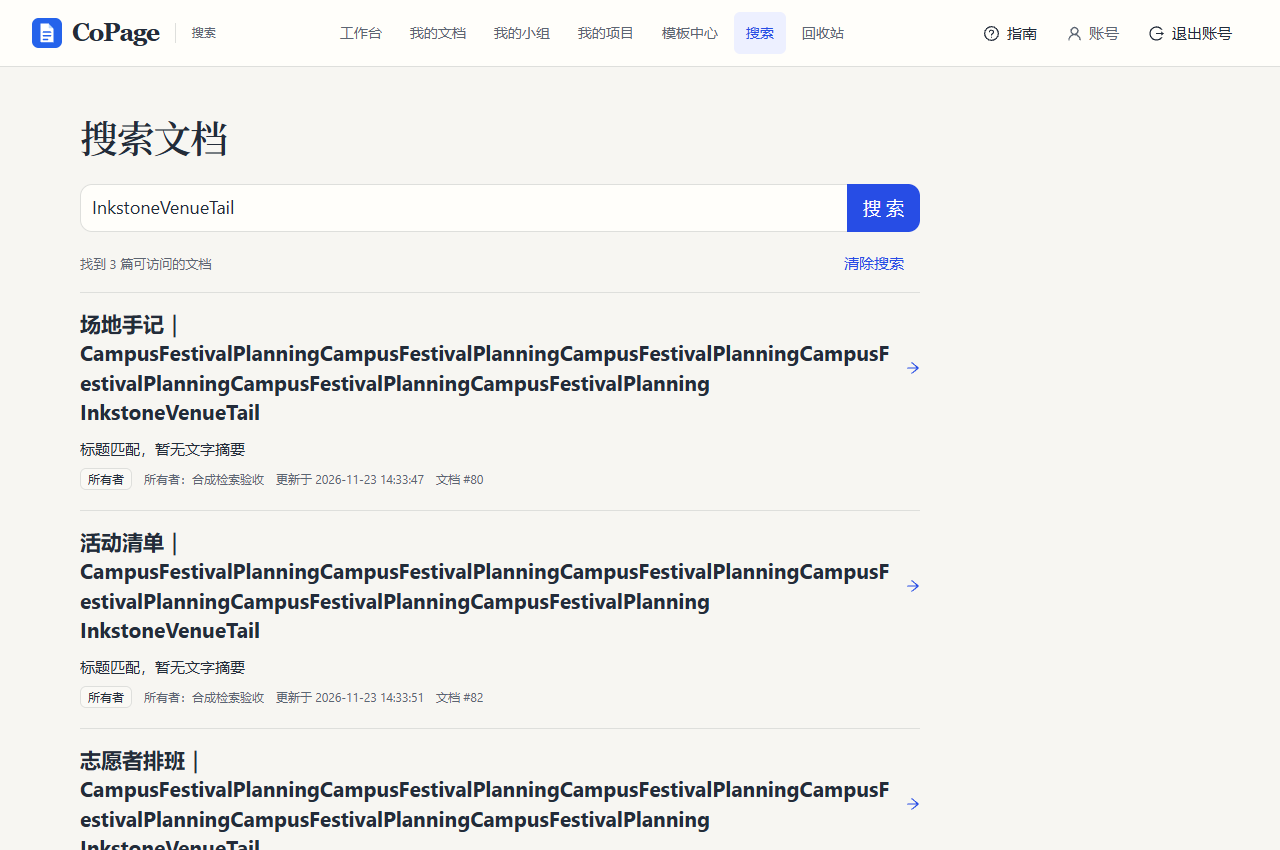 CoPage 搜索 工作台 我的文档 我的小组 我的项目 模板中心 搜索 回收站 指南 账号 退出账号
搜索文档
InkstoneVenueTail 搜索
找到 3 篇可访问的文档 清除搜索
场地手记｜
CampusFestivalPlanningCampusFestivalPlanningCampusFestivalPlanningCampusF
estivalPlanningCampusFestivalPlanningCampusFestivalPlanning
InkstoneVenueTail
标题匹配，暂无文字摘要
所有者 所有者：合成检索验收 更新于 2026-11-23 14:33:47 文档 #80
活动清单｜
CampusFestivalPlanningCampusFestivalPlanningCampusFestivalPlanningCampusF
estivalPlanningCampusFestivalPlanningCampusFestivalPlanning
InkstoneVenueTail
标题匹配，暂无文字摘要
所有者 所有者：合成检索验收 更新于 2026-11-23 14:33:51 文档 #82
志愿者排班｜
CampusFestivalPlanningCampusFestivalPlanningCampusFestivalPlanningCampusF
estivalPlanningCampusFestivalPlanningCampusFestivalPlanning
InkstoneVenueTail